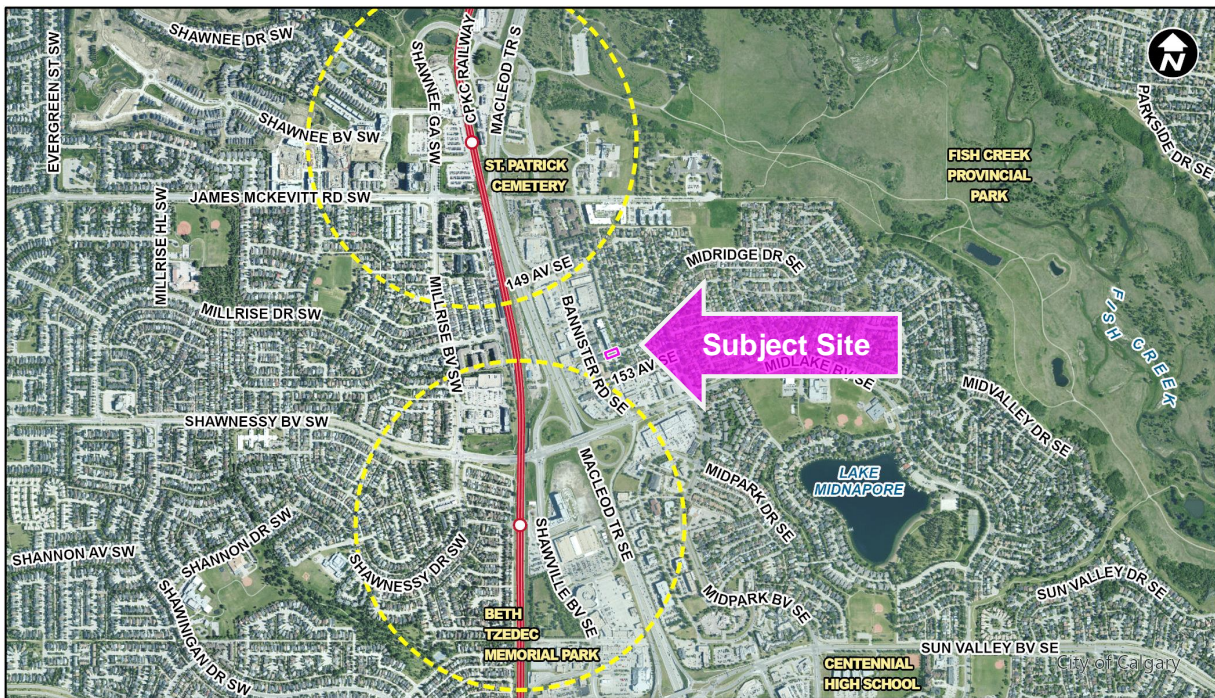 SHAWNEE DR SW
EVERGREEN ST SW
SHAWNEE GA SW
CPKC RAILWAY
MACLEOD TR S
N
PARKSIDE DR SE
SHAWNEE BV SW
ST. PATRICK
CEMETERY
FISH CREEK
PROVINCIAL
PARK
JAMES MCKEVITT RD SW
MILLRISE HL SW
MIDRIDGE DR SE
149 AV SE
MILLRISE DR SW
MILLRISE BV SW
BANNISTER RD SE
FISH CREEK
Subject Site
153 AV SE
MIDLAKE BV SE
MIDVALLEY DR SE
SHAWNESSY BV SW
MACLEOD TR SE
MIDPARK DR SE
LAKE
MIDNAPORE
SHANNON AV SW
SHANNON DR SW
SHAWNESSY DR SW
SHAWVILLE BV SE
SHAWINIGAN DR SW
MIDPARK BV SE
SUN VALLEY DR SE
BETH
TZEDEC
MEMORIAL PARK
SUN VALLEY BV SE
City of Calgary
CENTENNIAL
HIGH SCHOOL